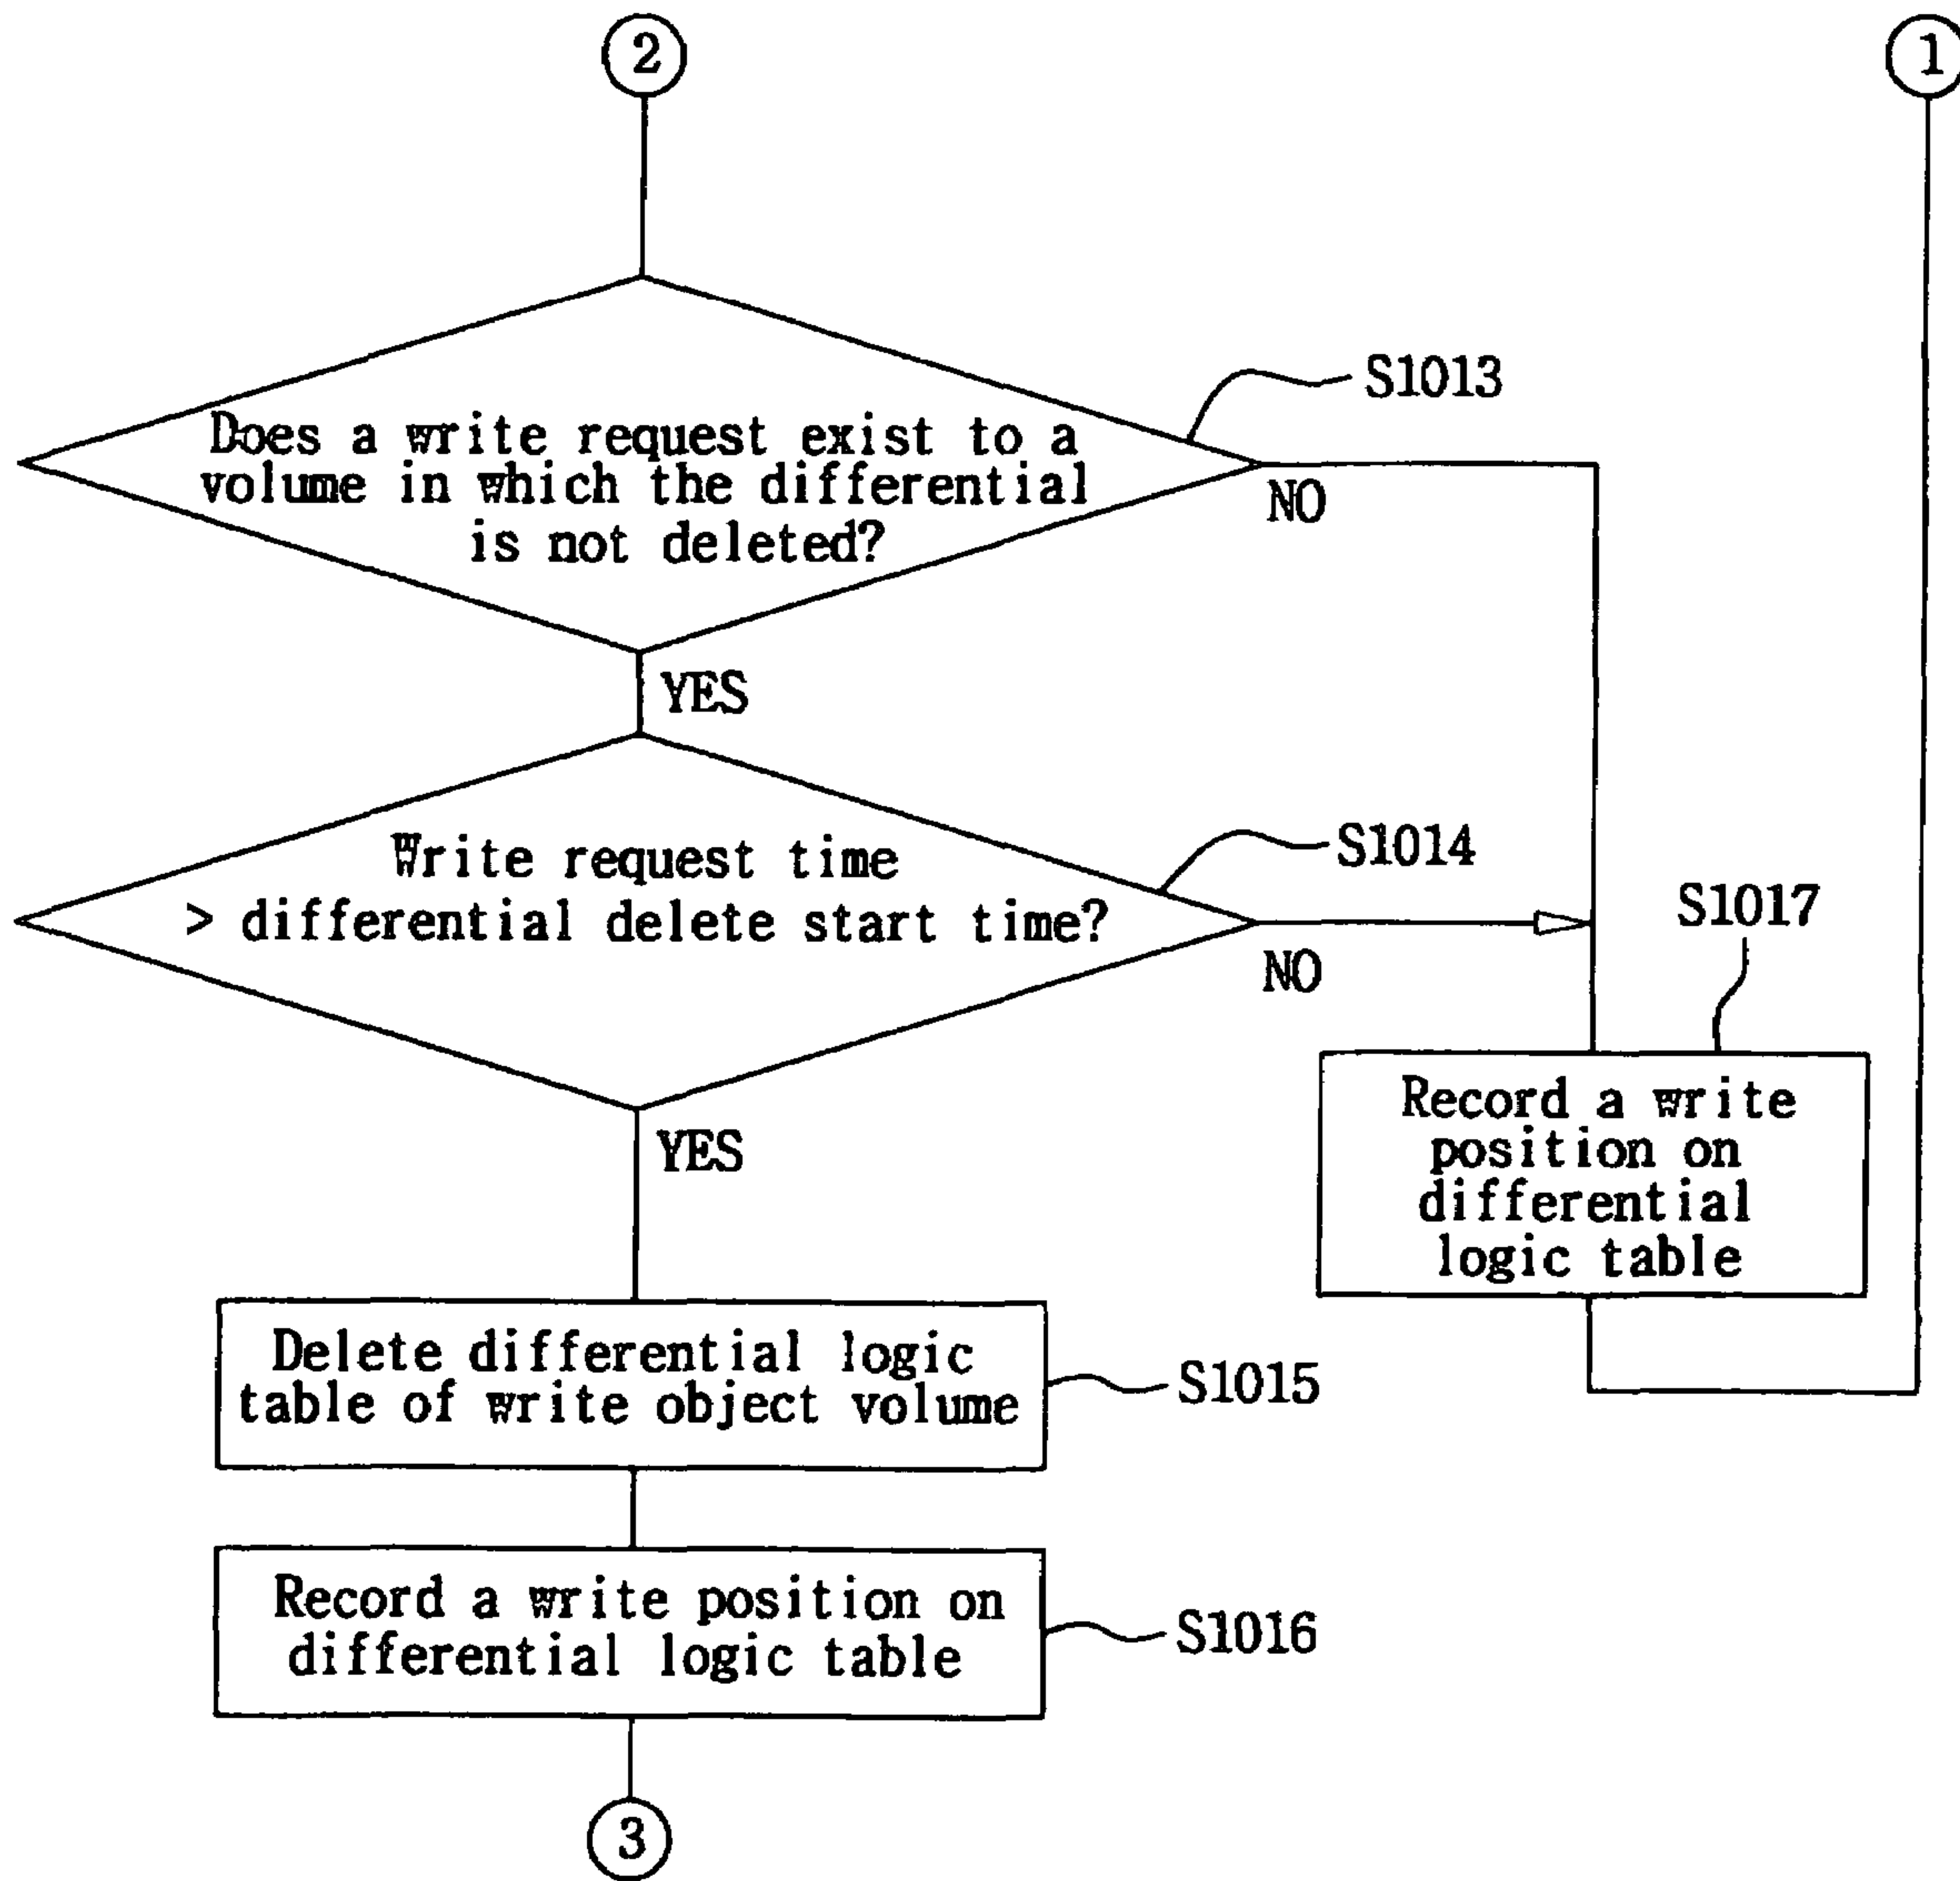 2
1
S1013
Does a write request exist to a
volume in which the differential
is not deleted?
NO
YES
S1014
Write request time
> differential delete start time?
NO
S1017
YES
Record a write
position on
differential
logic table
Delete differential logic
table of write object volume
S1015
Record a write position on
differential logic table
S1016
3